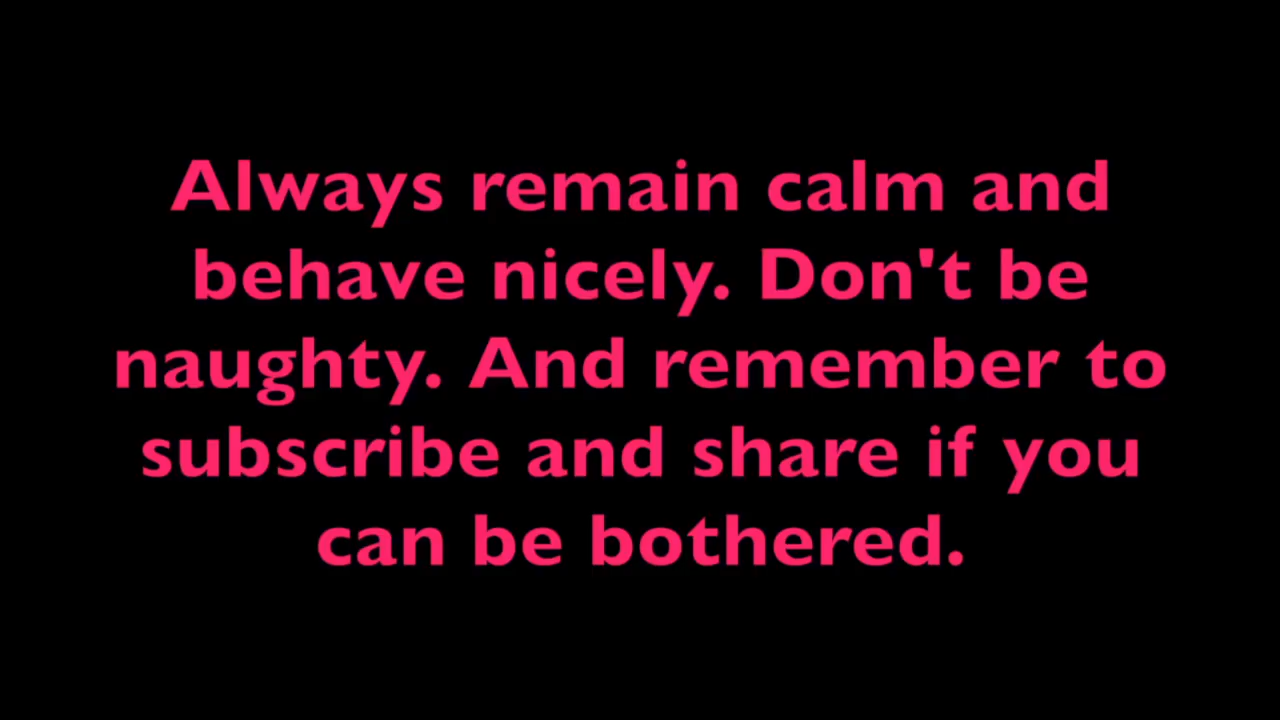 Always remain calm and
behave nicely. Don't be
naughty. And remember to
subscribe and share if you
can be bothered.